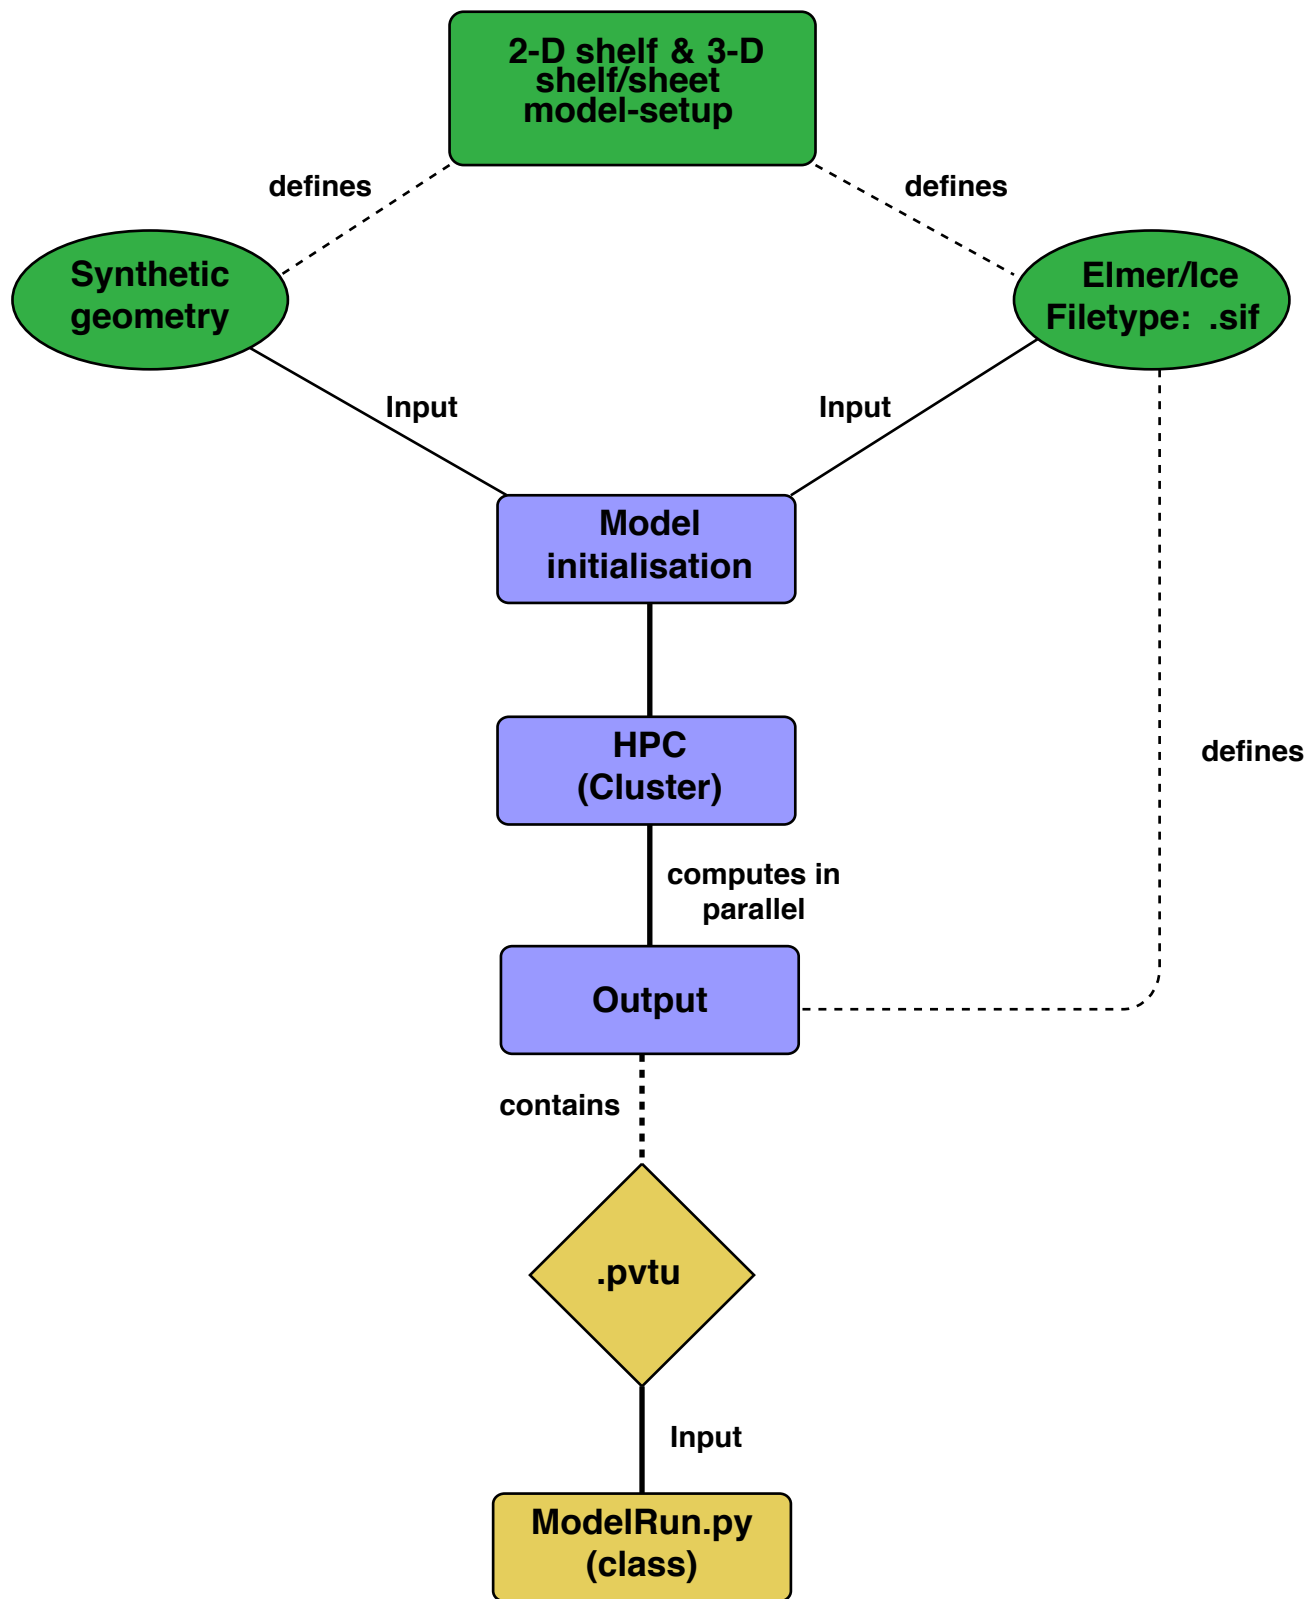 2-D shelf & 3-D
shelf/sheet
model-setup
defines
defines
Synthetic
geometry
Elmer/Ice
Filetype: .sif
Input
Input
Model
initialisation
HPC
(Cluster)
defines
computes in
parallel
Output
contains
.pvtu
Input
ModelRun.py
(class)